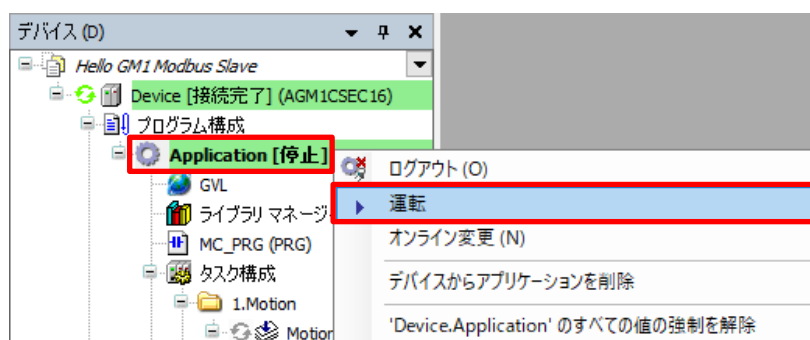 デバイス (D)
Hello GM1 Modbus Slave
Device [接続完了] (AGM1CSEC16)
プログラム構成
Application [停止]
GVL
ライブラリ マネージ
MC_PRG (PRG)
タスク構成
1.Motion
Motion
ログアウト (O)
運転
オンライン変更 (N)
デバイスからアプリケーションを削除
'Device.Application' のすべての値の強制を解除